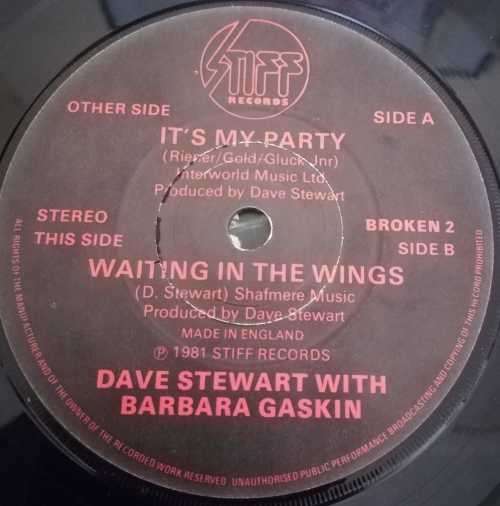 STIFF
RECORDS
OTHER SIDE
SIDE A
IT'S MY PARTY
(Riener/Gold/Gluck Jnr)
Interworld Music Ltd.
Produced by Dave Stewart
STEREO
BROKEN 2
THIS SIDE
SIDE B
WAITING IN THE WINGS
(D. Stewart) Shafmere Music
Produced by Dave Stewart
MADE IN ENGLAND
℗ 1981 STIFF RECORDS
DAVE STEWART WITH
BARBARA GASKIN
ALL RIGHTS OF THE MANUFACTURER AND OF THE OWNER OF THE RECORDED WORK RESERVED UNAUTHORISED PUBLIC PERFORMANCE BROADCASTING AND COPYING OF THIS RECORD PROHIBITED